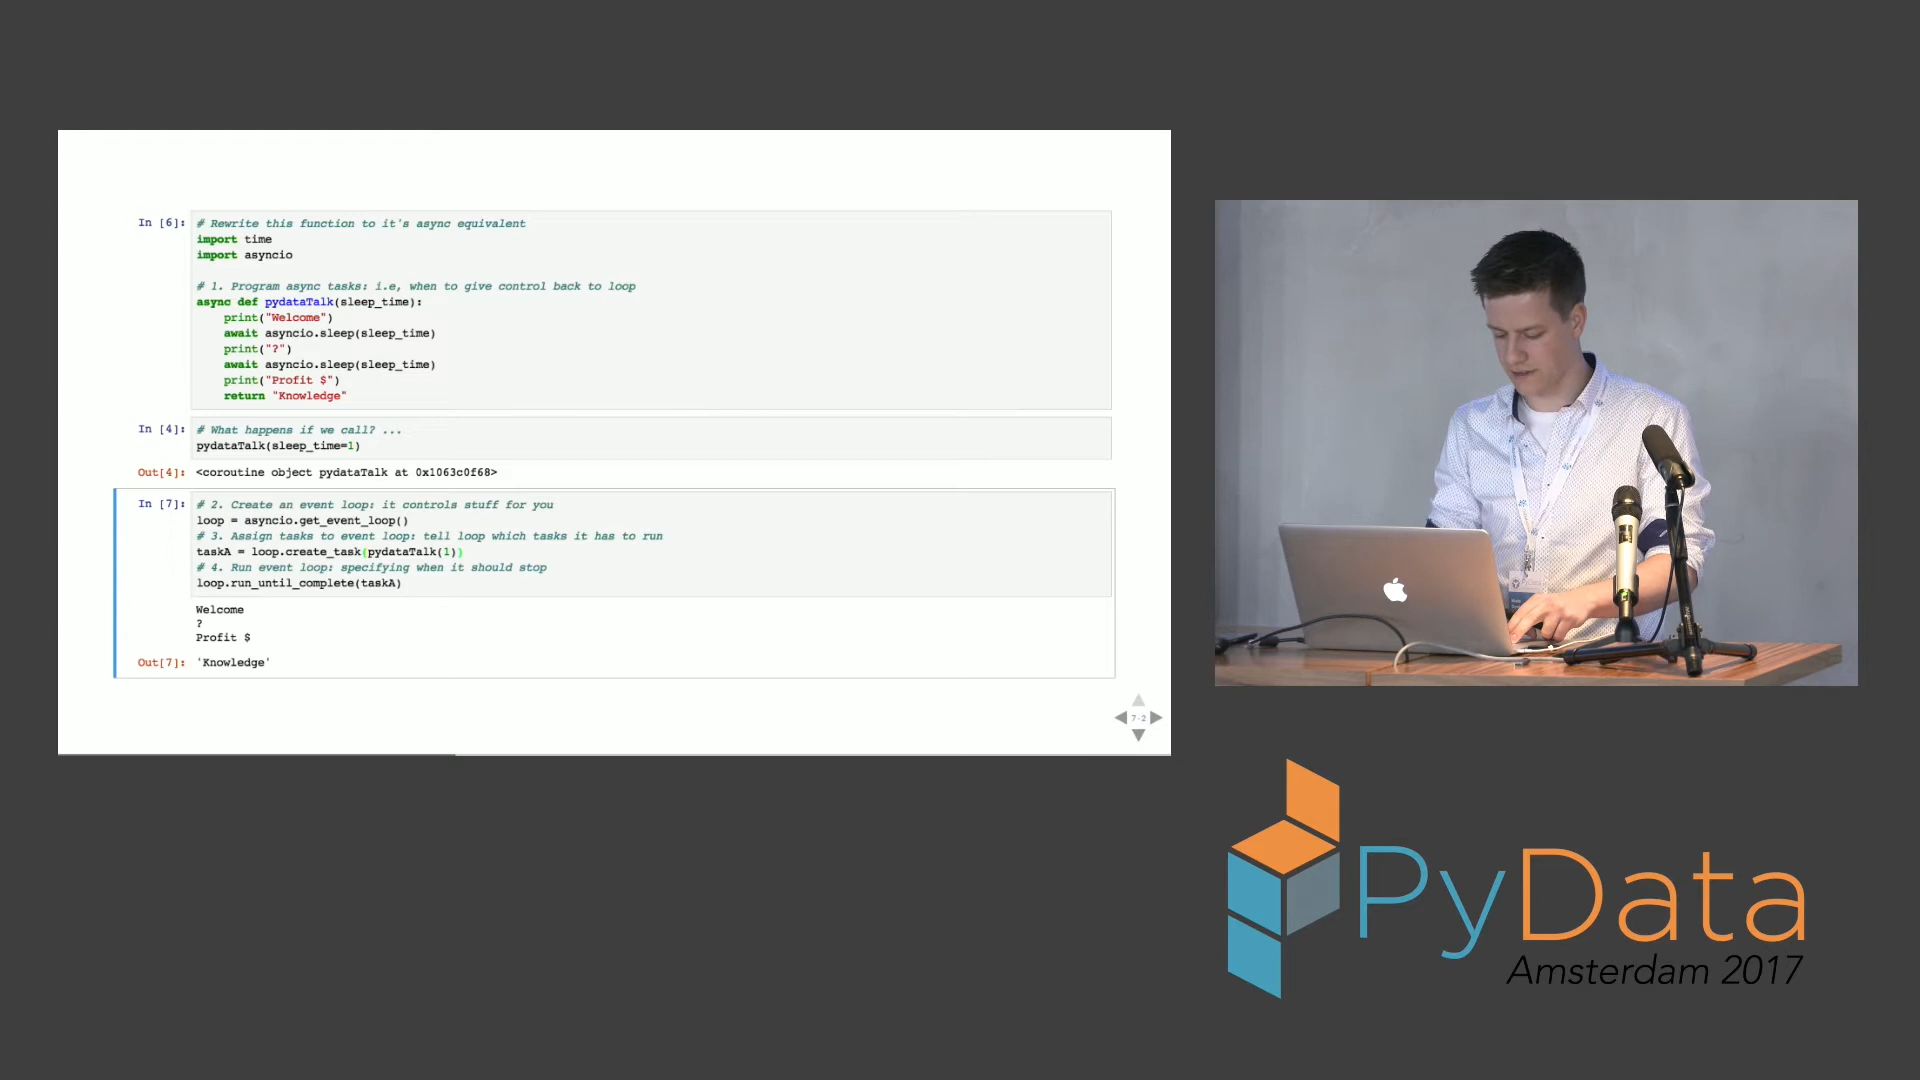 In [6]: # Rewrite this function to it's async equivalent
import time
import asyncio
# 1. Program async tasks: i.e, when to give control back to loop
async def pydataTalk(sleep_time):
print("Welcome")
await asyncio.sleep(sleep_time)
print("?")
await asyncio.sleep(sleep_time)
print("Profit $")
return "Knowledge"
In [4]: # What happens if we call? ...
pydataTalk(sleep_time=1)
Out[4]: <coroutine object pydataTalk at 0x1063c0f68>
In [7]: # 2. Create an event loop: it controls stuff for you
loop = asyncio.get_event_loop()
# 3. Assign tasks to event loop: tell loop which tasks it has to run
taskA = loop.create_task(pydataTalk(1))
# 4. Run event loop: specifying when it should stop
loop.run_until_complete(taskA)
Welcome
?
Profit $
Out[7]: 'Knowledge'
7-2
PyData
Amsterdam 2017